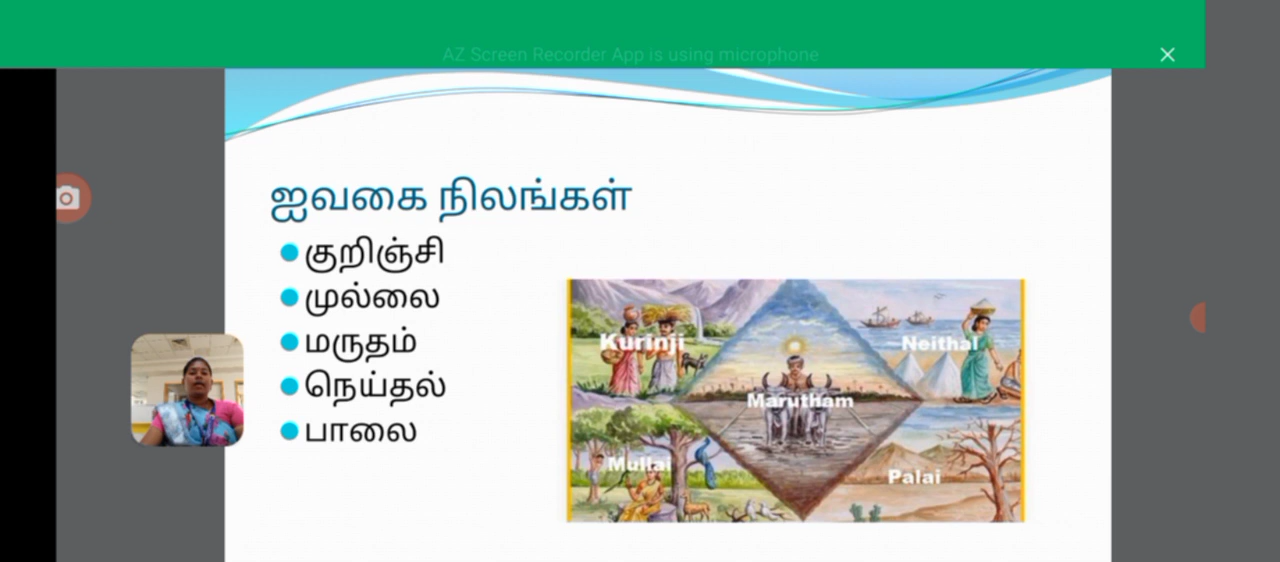 AZ Screen Recorder App is using microphone
ஐவகை நிலங்கள்
குறிஞ்சி
முல்லை
மருதம்
நெய்தல்
பாலை
Kurinji
Neithal
Marutham
Mullai
Palai